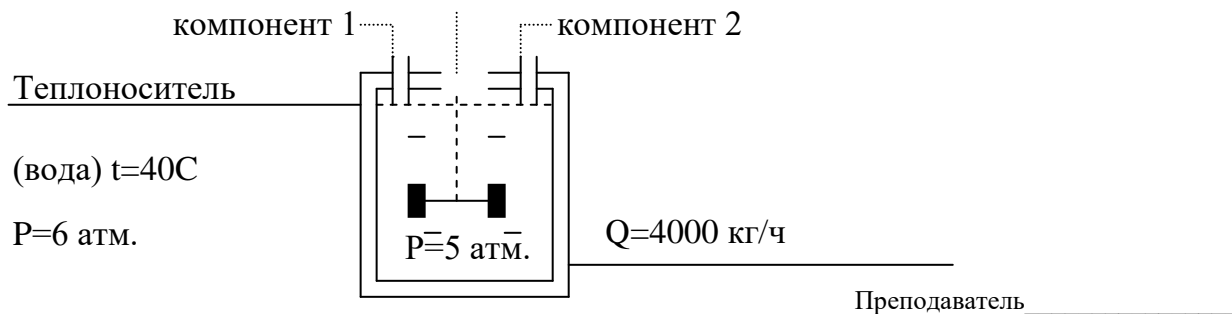 компонент 1 компонент 2
Теплоноситель
(вода) t=40С
Р=6 атм.
Р=5 атм.
Q=4000 кг/ч
Преподаватель